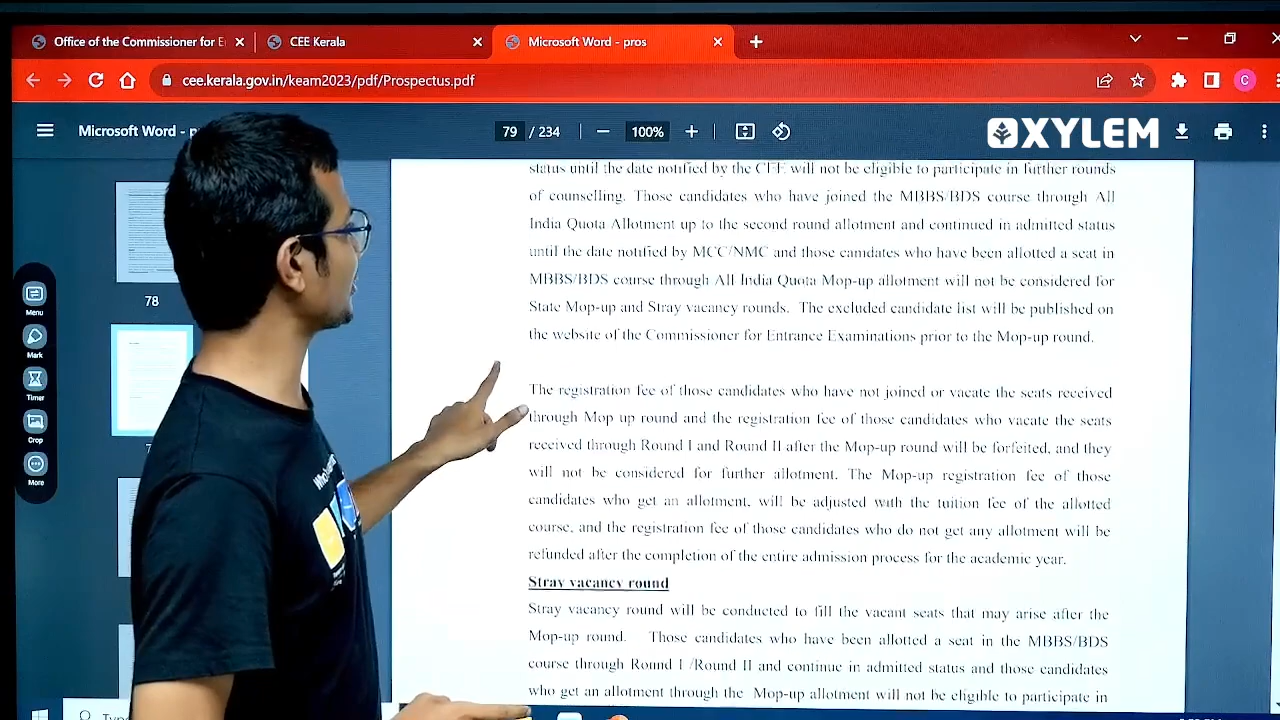 Office of the Commissioner for E
CEE Kerala
Microsoft Word - pros
cee.kerala.gov.in/keam2023/pdf/Prospectus.pdf
C
Microsoft Word - p
79 / 234
100%
XYLEM
78
Menu
Mark
Timer
Crop
More
status until the date notified by the CEE will not be eligible to participate in further rounds
of counseling. Those candidates who have joined the MBBS/BDS course through All
India Quota Allotment up to the second round allotment and continued in admitted status
until the date notified by MCC/NMC and those candidates who have been allotted a seat in
MBBS/BDS course through All India Quota Mop-up allotment will not be considered for
State Mop-up and Stray vacancy rounds. The excluded candidate list will be published on
the website of the Commissioner for Entrance Examinations prior to the Mop-up round.
The registration fee of those candidates who have not joined or vacate the seats received
through Mop up round and the registration fee of those candidates who vacate the seats
received through Round I and Round II after the Mop-up round will be forfeited, and they
will not be considered for further allotment. The Mop-up registration fee of those
candidates who get an allotment, will be adjusted with the tuition fee of the allotted
course, and the registration fee of those candidates who do not get any allotment will be
refunded after the completion of the entire admission process for the academic year.
Stray vacancy round
Stray vacancy round will be conducted to fill the vacant seats that may arise after the
Mop-up round. Those candidates who have been allotted a seat in the MBBS/BDS
course through Round I /Round II and continue in admitted status and those candidates
who get an allotment through the Mop-up allotment will not be eligible to participate in